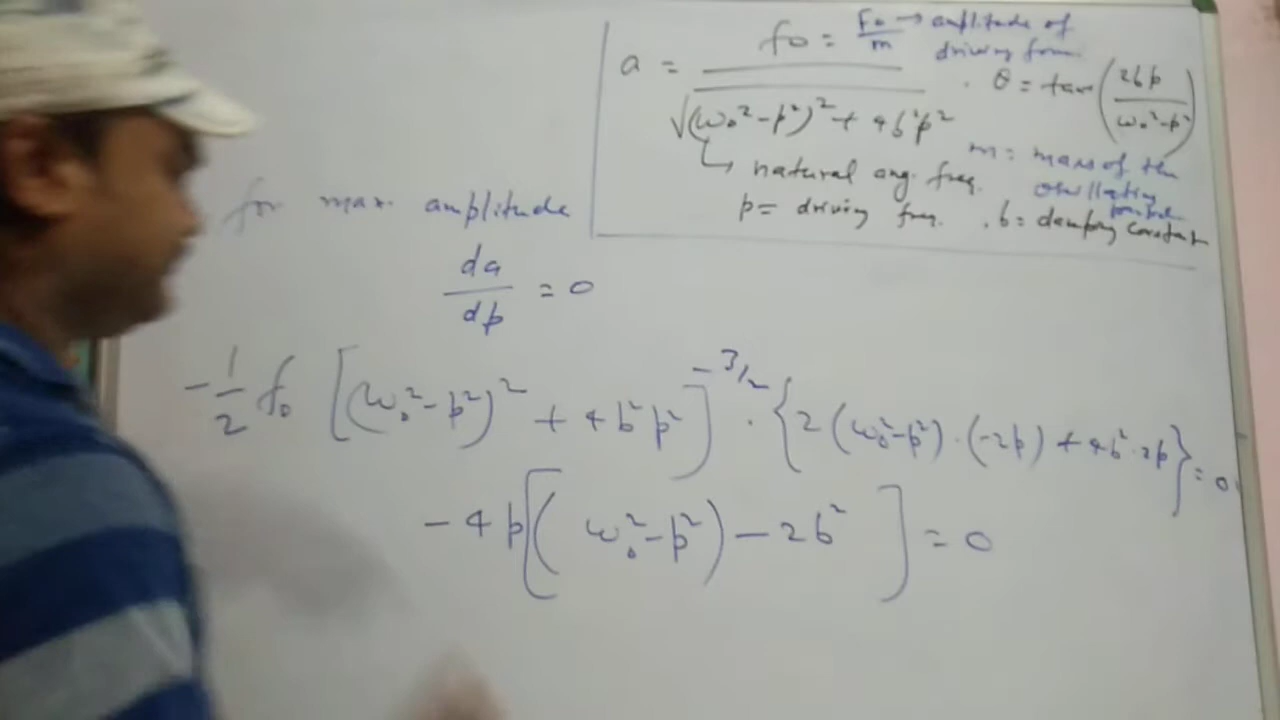 a = f₀ = F₀/m → amplitude of
driving force
√(ω₀² - p²)² + 4b²p²
θ = tan (2bp / ω₀² - p²)
↳ natural ang. freq.
m = mass of the
oscillating
p = driving freq. . b = damping constant
for max. amplitude
da/dp = 0
-1/2 f₀ [(ω₀² - p²)² + 4b²p²]^(-3/2) . {2(ω₀² - p²) . (-2p) + 4b² . 2p} = 0
-4p[(ω₀² - p²) - 2b²] = 0